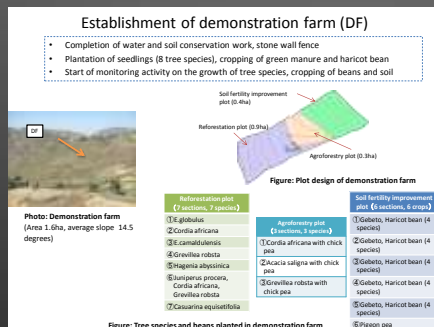 Establishment of demonstration farm (DF)
• Completion of water and soil conservation work, stone wall fence
• Plantation of seedlings (8 tree species), cropping of green manure and haricot bean
• Start of monitoring activity on the growth of tree species, cropping of beans and soil
DF
Photo: Demonstration farm
(Area 1.6ha, average slope 14.5
degrees)
Soil fertility improvement
plot (0.4ha)
Reforestation plot (0.9ha)
Agroforestry plot (0.3ha)
Figure: Plot design of demonstration farm
Reforestation plot
(7 sections, 7 species)
①E.globulus
②Cordia africana
③E.camaldulensis
④Grevillea robsta
⑤Hagenia abyssinica
⑥Juniperus procera,
Cordia africana,
Grevillea robsta
⑦Casuarina equisetifolia
Agroforestry plot
(3 sections, 3 species)
①Cordia africana with chick
pea
②Acacia saligna with chick
pea
③Grevillea robsta with
chick pea
Soil fertility improvement
plot (6 sections, 6 crops)
①Gebeto, Haricot bean (4
species)
②Gebeto, Haricot bean (4
species)
③Gebeto, Haricot bean (4
species)
④Gebeto, Haricot bean (4
species)
⑤Gebeto, Haricot bean (4
species)
⑥Pigeon pea
Figure: Tree species and beans planted in demonstration farm